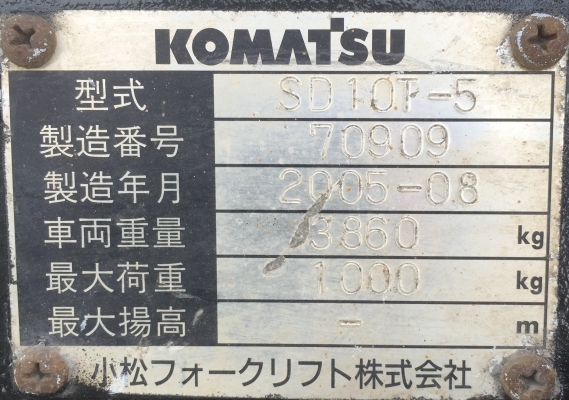 KOMATSU
型式 SD10T-5
製造番号 70909
製造年月 2005-08
車両重量 3860 kg
最大荷重 1000 kg
最大揚高 - m
小松フォークリフト株式会社